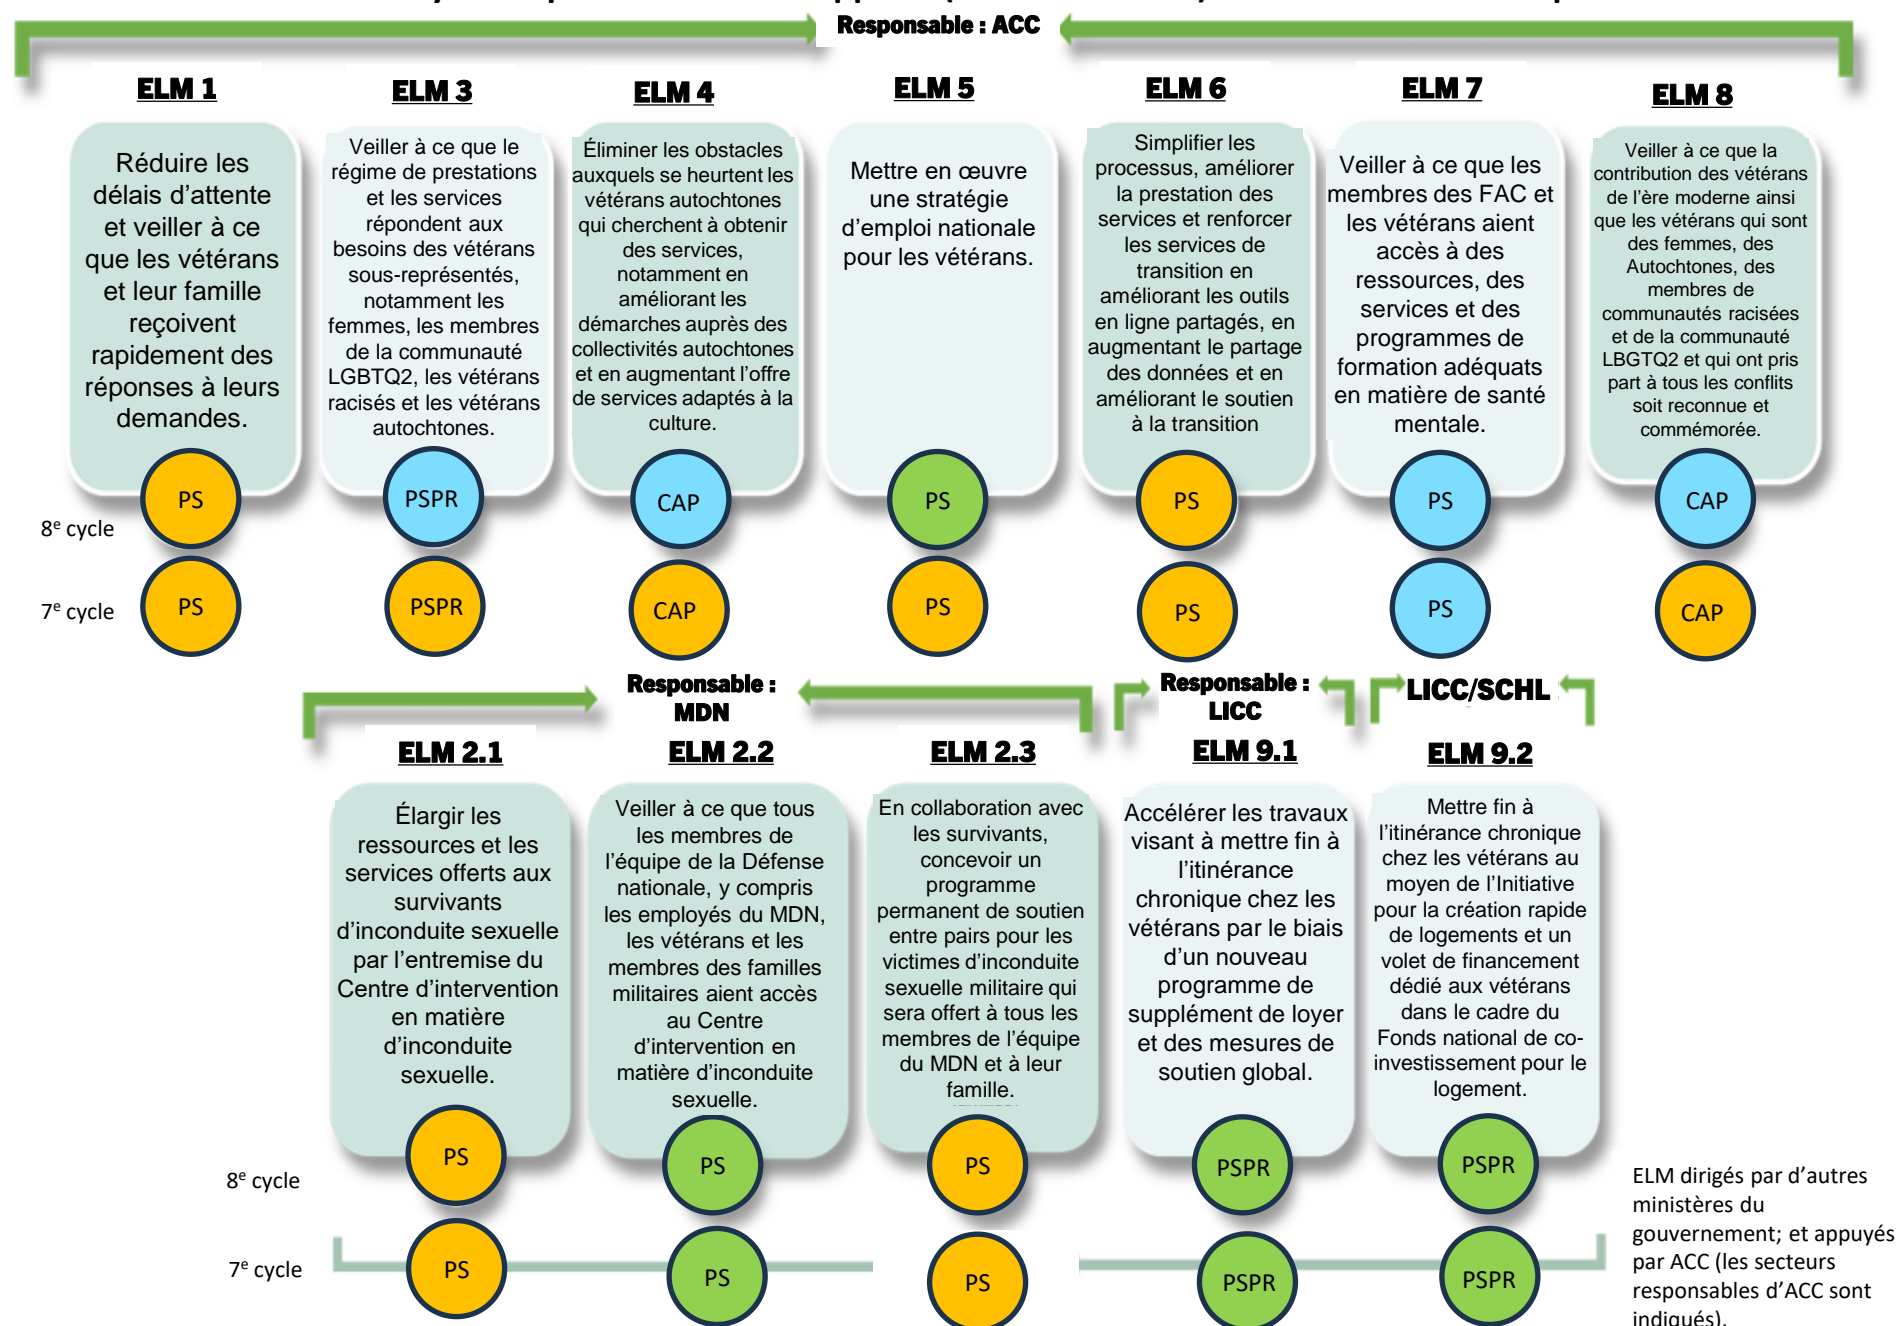 Responsable : ACC
ELM 1
Réduire les
délais d’attente
et veiller à ce
que les vétérans
et leur famille
reçoivent
rapidement des
réponses à leurs
demandes.
ELM 3
Veiller à ce que le
régime de prestations
et les services
répondent aux
besoins des vétérans
sous-représentés,
notamment les
femmes, les membres
de la communauté
LGBTQ2, les vétérans
racisés et les vétérans
autochtones.
ELM 4
Éliminer les obstacles
auxquels se heurtent les
vétérans autochtones
qui cherchent à obtenir
des services,
notamment en
améliorant les
démarches auprès des
collectivités autochtones
et en augmentant l’offre
de services adaptés à la
culture.
ELM 5
Mettre en œuvre
une stratégie
d’emploi nationale
pour les vétérans.
ELM 6
Simplifier les
processus, améliorer
la prestation des
services et renforcer
les services de
transition en
améliorant les outils
en ligne partagés, en
augmentant le partage
des données et en
améliorant le soutien
à la transition
ELM 7
Veiller à ce que les
membres des FAC et
les vétérans aient
accès à des
ressources, des
services et des
programmes de
formation adéquats
en matière de santé
mentale.
ELM 8
Veiller à ce que la
contribution des vétérans
de l’ère moderne ainsi
que les vétérans qui sont
des femmes, des
Autochtones, des
membres de
communautés racisées
et de la communauté
LBGTQ2 et qui ont pris
part à tous les conflits
soit reconnue et
commémorée.
8e cycle
PS
PSPR
CAP
PS
PS
PS
CAP
7e cycle
PS
PSPR
CAP
PS
PS
PS
CAP
Responsable :
MDN
Responsable :
LICC
LICC/SCHL
ELM 2.1
Élargir les
ressources et les
services offerts aux
survivants
d’inconduite sexuelle
par l’entremise du
Centre d’intervention
en matière
d’inconduite
sexuelle.
ELM 2.2
Veiller à ce que tous
les membres de
l’équipe de la Défense
nationale, y compris
les employés du MDN,
les vétérans et les
membres des familles
militaires aient accès
au Centre
d’intervention en
matière d’inconduite
sexuelle.
ELM 2.3
En collaboration avec
les survivants,
concevoir un
programme
permanent de soutien
entre pairs pour les
victimes d’inconduite
sexuelle militaire qui
sera offert à tous les
membres de l’équipe
du MDN et à leur
famille.
ELM 9.1
Accélérer les travaux
visant à mettre fin à
l’itinérance
chronique chez les
vétérans par le biais
d’un nouveau
programme de
supplément de loyer
et des mesures de
soutien global.
ELM 9.2
Mettre fin à
l’itinérance chronique
chez les vétérans au
moyen de l’Initiative
pour la création rapide
de logements et un
volet de financement
dédié aux vétérans
dans le cadre du
Fonds national de co-
investissement pour le
logement.
8e cycle
PS
PS
PS
PSPR
PSPR
7e cycle
PS
PS
PS
PSPR
PSPR
ELM dirigés par d’autres
ministères du
gouvernement; et appuyés
par ACC (les secteurs
responsables d’ACC sont
indiqués).